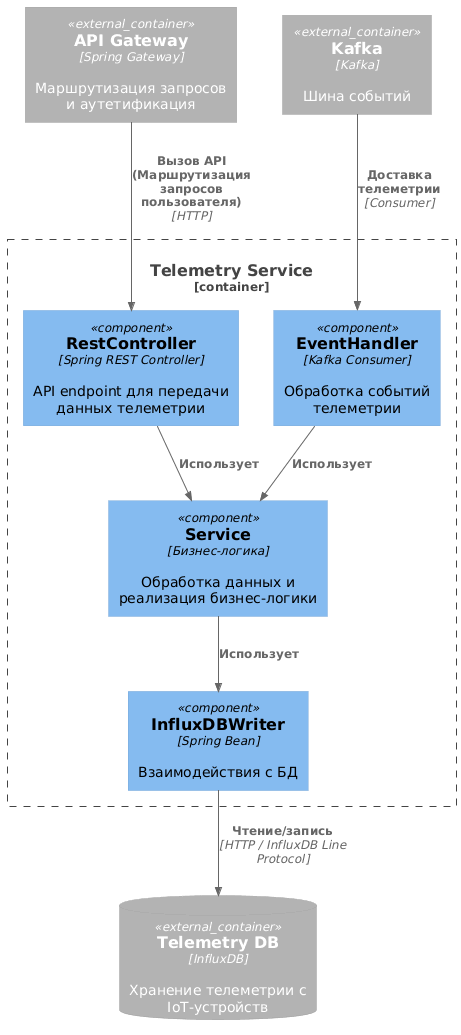 «external_container»
API Gateway
[Spring Gateway]
Маршрутизация запросов
и аутетификация
«external_container»
Kafka
[Kafka]
Шина событий
Вызов API
(Маршрутизация
запросов
пользователя)
[HTTP]
Доставка
телеметрии
[Consumer]
Telemetry Service
[container]
«component»
RestController
[Spring REST Controller]
API endpoint для передачи
данных телеметрии
«component»
EventHandler
[Kafka Consumer]
Обработка событий
телеметрии
Использует
Использует
«component»
Service
[Бизнес-логика]
Обработка данных и
реализация бизнес-логики
Использует
«component»
InfluxDBWriter
[Spring Bean]
Взаимодействия с БД
Чтение/запись
[HTTP / InfluxDB Line
Protocol]
«external_container»
Telemetry DB
[InfluxDB]
Хранение телеметрии с
IoT-устройств